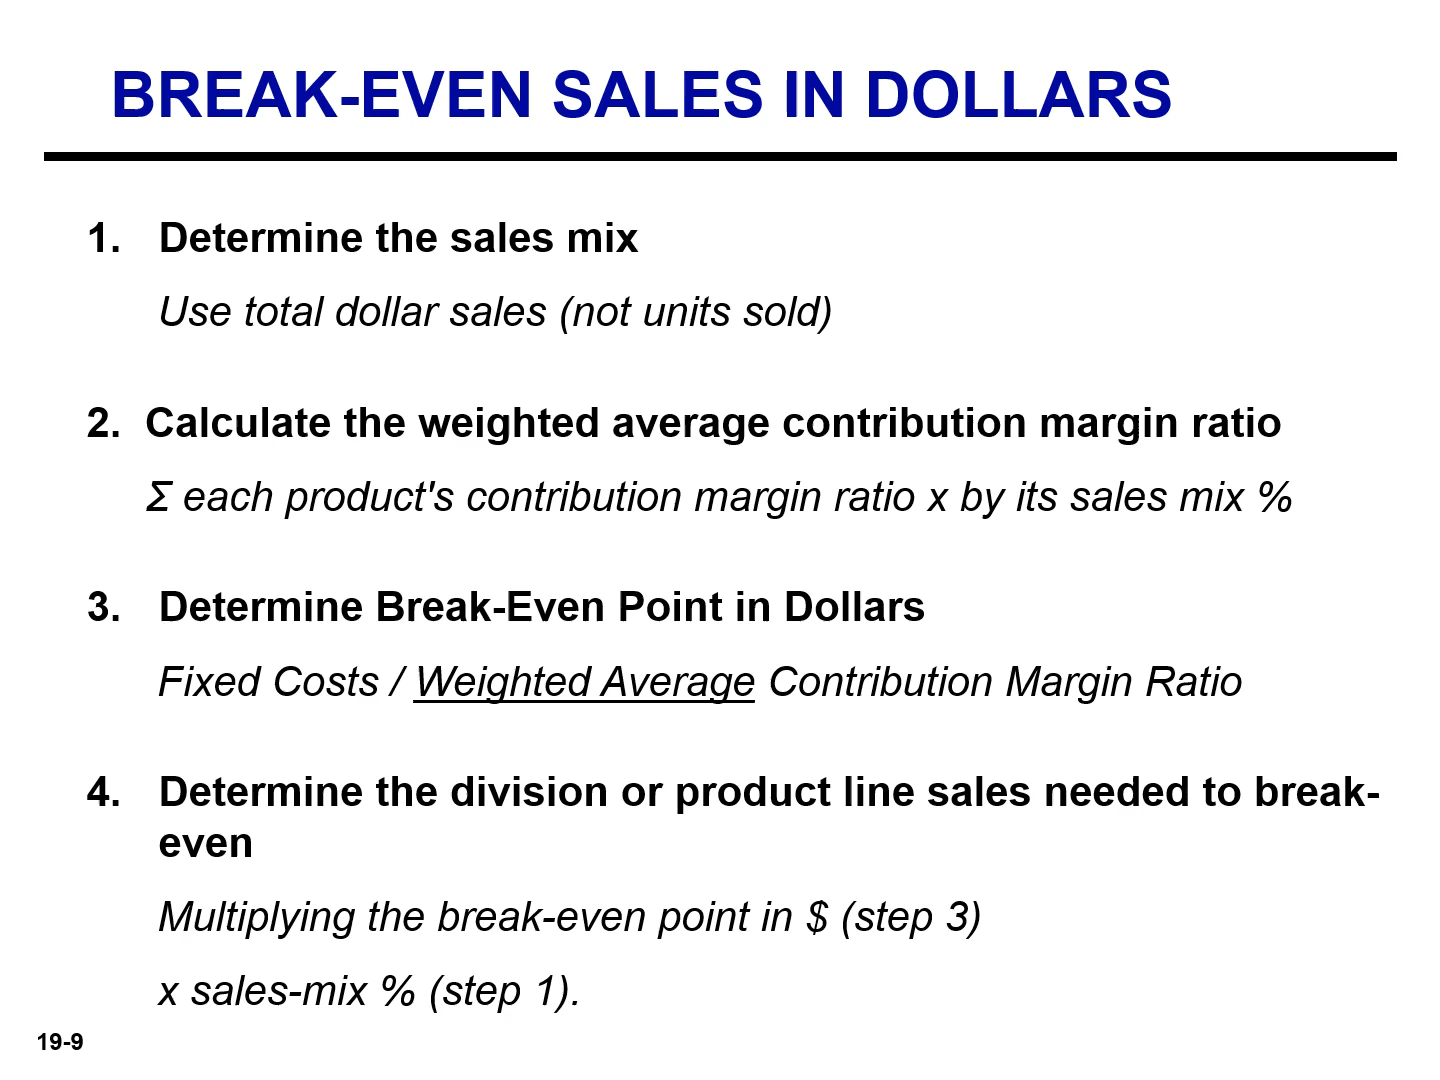 BREAK-EVEN SALES IN DOLLARS
1. Determine the sales mix
Use total dollar sales (not units sold)
2. Calculate the weighted average contribution margin ratio
Σ each product's contribution margin ratio x by its sales mix %
3. Determine Break-Even Point in Dollars
Fixed Costs / Weighted Average Contribution Margin Ratio
4. Determine the division or product line sales needed to break-
even
Multiplying the break-even point in $ (step 3)
x sales-mix % (step 1).
19-9